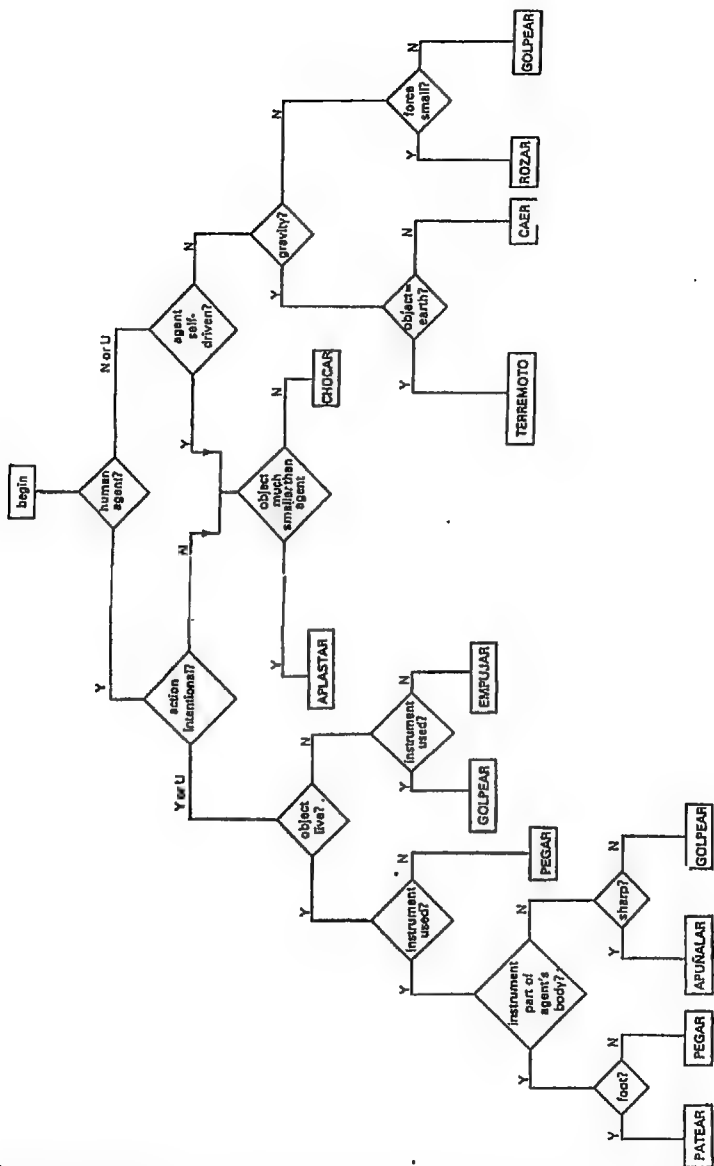 begin
human
agent?
Y
N or U
action
intentional?
Y or U
N
agent
self-
driven?
Y
N
object
much
smaller than
agent
Y
N
APLASTAR
CHOCAR
gravity?
Y
N
object=
earth?
Y
N
TERREMOTO
CAER
force
small?
Y
N
ROZAR
GOLPEAR
object
live?
Y
N
instrument
used?
Y
N
GOLPEAR
EMPUJAR
instrument
used?
Y
N
PEGAR
instrument
part of
agent's
body?
Y
N
foot?
Y
N
PATEAR
PEGAR
sharp?
Y
N
APUÑALAR
GOLPEAR